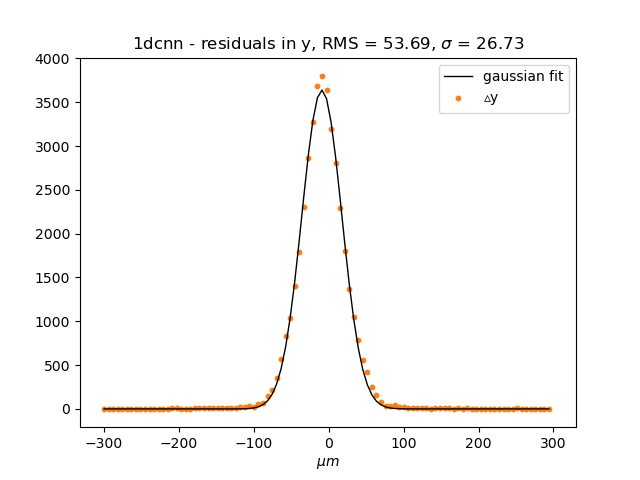 1dcnn - residuals in y, RMS = 53.69, σ = 26.73
gaussian fit
▵y
4000
3500
3000
2500
2000
1500
1000
500
0
−300 −200 −100 0 100 200 300
μm